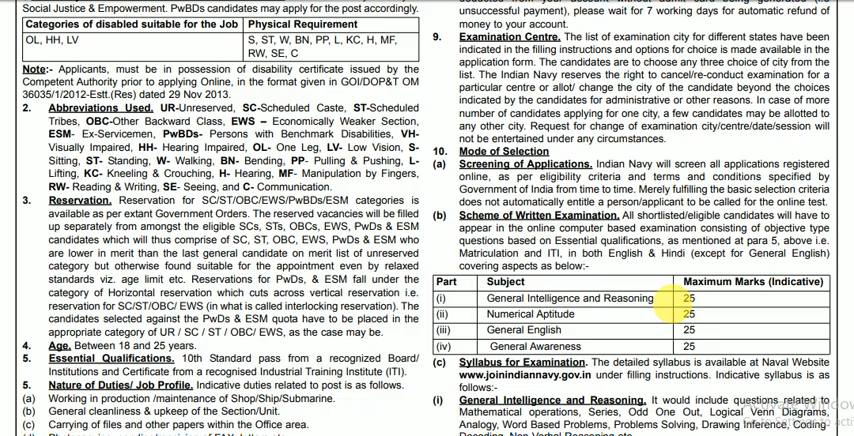 Social Justice & Empowerment. PwBDs candidates may apply for the post accordingly.
Categories of disabled suitable for the Job Physical Requirement
OL, HH, LV S, ST, W, BN, PP, L, KC, H, MF,
RW, SE, C
Note:- Applicants, must be in possession of disability certificate issued by the
Competent Authority prior to applying Online, in the format given in GOI/DOP&T OM
36035/1/2012-Estt.(Res) dated 29 Nov 2013.
2. Abbreviations Used. UR-Unreserved, SC-Scheduled Caste, ST-Scheduled
Tribes, OBC-Other Backward Class, EWS – Economically Weaker Section,
ESM- Ex-Servicemen, PwBDs- Persons with Benchmark Disabilities, VH-
Visually Impaired, HH- Hearing Impaired, OL- One Leg, LV- Low Vision, S-
Sitting, ST- Standing, W- Walking, BN- Bending, PP- Pulling & Pushing, L-
Lifting, KC- Kneeling & Crouching, H- Hearing, MF- Manipulation by Fingers,
RW- Reading & Writing, SE- Seeing, and C- Communication.
3. Reservation. Reservation for SC/ST/OBC/EWS/PwBDs/ESM categories is
available as per extant Government Orders. The reserved vacancies will be filled
up separately from amongst the eligible SCs, STs, OBCs, EWS, PwBDs & ESM
candidates which will thus comprise of SC, ST, OBC, EWS, PwDs & ESM who
are lower in merit than the last general candidate on merit list of unreserved
category but otherwise found suitable for the appointment even by relaxed
standards viz. age limit etc. Reservations for PwDs, & ESM fall under the
category of Horizontal reservation which cuts across vertical reservation i.e.
reservation for SC/ST/OBC/ EWS (in what is called interlocking reservation). The
candidates selected against the PwBDs & ESM quota have to be placed in the
appropriate category of UR / SC / ST / OBC/ EWS, as the case may be.
4. Age. Between 18 and 25 years.
5. Essential Qualifications. 10th Standard pass from a recognized Board/
Institutions and Certificate from a recognised Industrial Training Institute (ITI).
5. Nature of Duties/ Job Profile. Indicative duties related to post is as follows.
(a) Working in production /maintenance of Shop/Ship/Submarine.
(b) General cleanliness & upkeep of the Section/Unit.
(c) Carrying of files and other papers within the Office area.
unsuccessful payment), please wait for 7 working days for automatic refund of
money to your account.
9. Examination Centre. The list of examination city for different states have been
indicated in the filling instructions and options for choice is made available in the
application form. The candidates are to choose any three choice of city from the
list. The Indian Navy reserves the right to cancel/re-conduct examination for a
particular centre or allot/ change the city of the candidate beyond the choices
indicated by the candidates for administrative or other reasons. In case of more
number of candidates applying for one city, a few candidates may be allotted to
any other city. Request for change of examination city/centre/date/session will
not be entertained under any circumstances.
10. Mode of Selection
(a) Screening of Applications. Indian Navy will screen all applications registered
online, as per eligibility criteria and terms and conditions specified by
Government of India from time to time. Merely fulfilling the basic selection criteria
does not automatically entitle a person/applicant to be called for the online test.
(b) Scheme of Written Examination. All shortlisted/eligible candidates will have to
appear in the online computer based examination consisting of objective type
questions based on Essential qualifications, as mentioned at para 5, above i.e.
Matriculation and ITI, in both English & Hindi (except for General English)
covering aspects as below:-
Part Subject Maximum Marks (Indicative)
(i) General Intelligence and Reasoning 25
(ii) Numerical Aptitude 25
(iii) General English 25
(iv) General Awareness 25
(c) Syllabus for Examination. The detailed syllabus is available at Naval Website
www.joinindiannavy.gov.in under filling instructions. Indicative syllabus is as
follows:-
(i) General Intelligence and Reasoning. It would include questions related to
Mathematical operations, Series, Odd One Out, Logical Venn Diagrams,
Analogy, Word Based Problems, Problems Solving, Drawing Inference, Coding